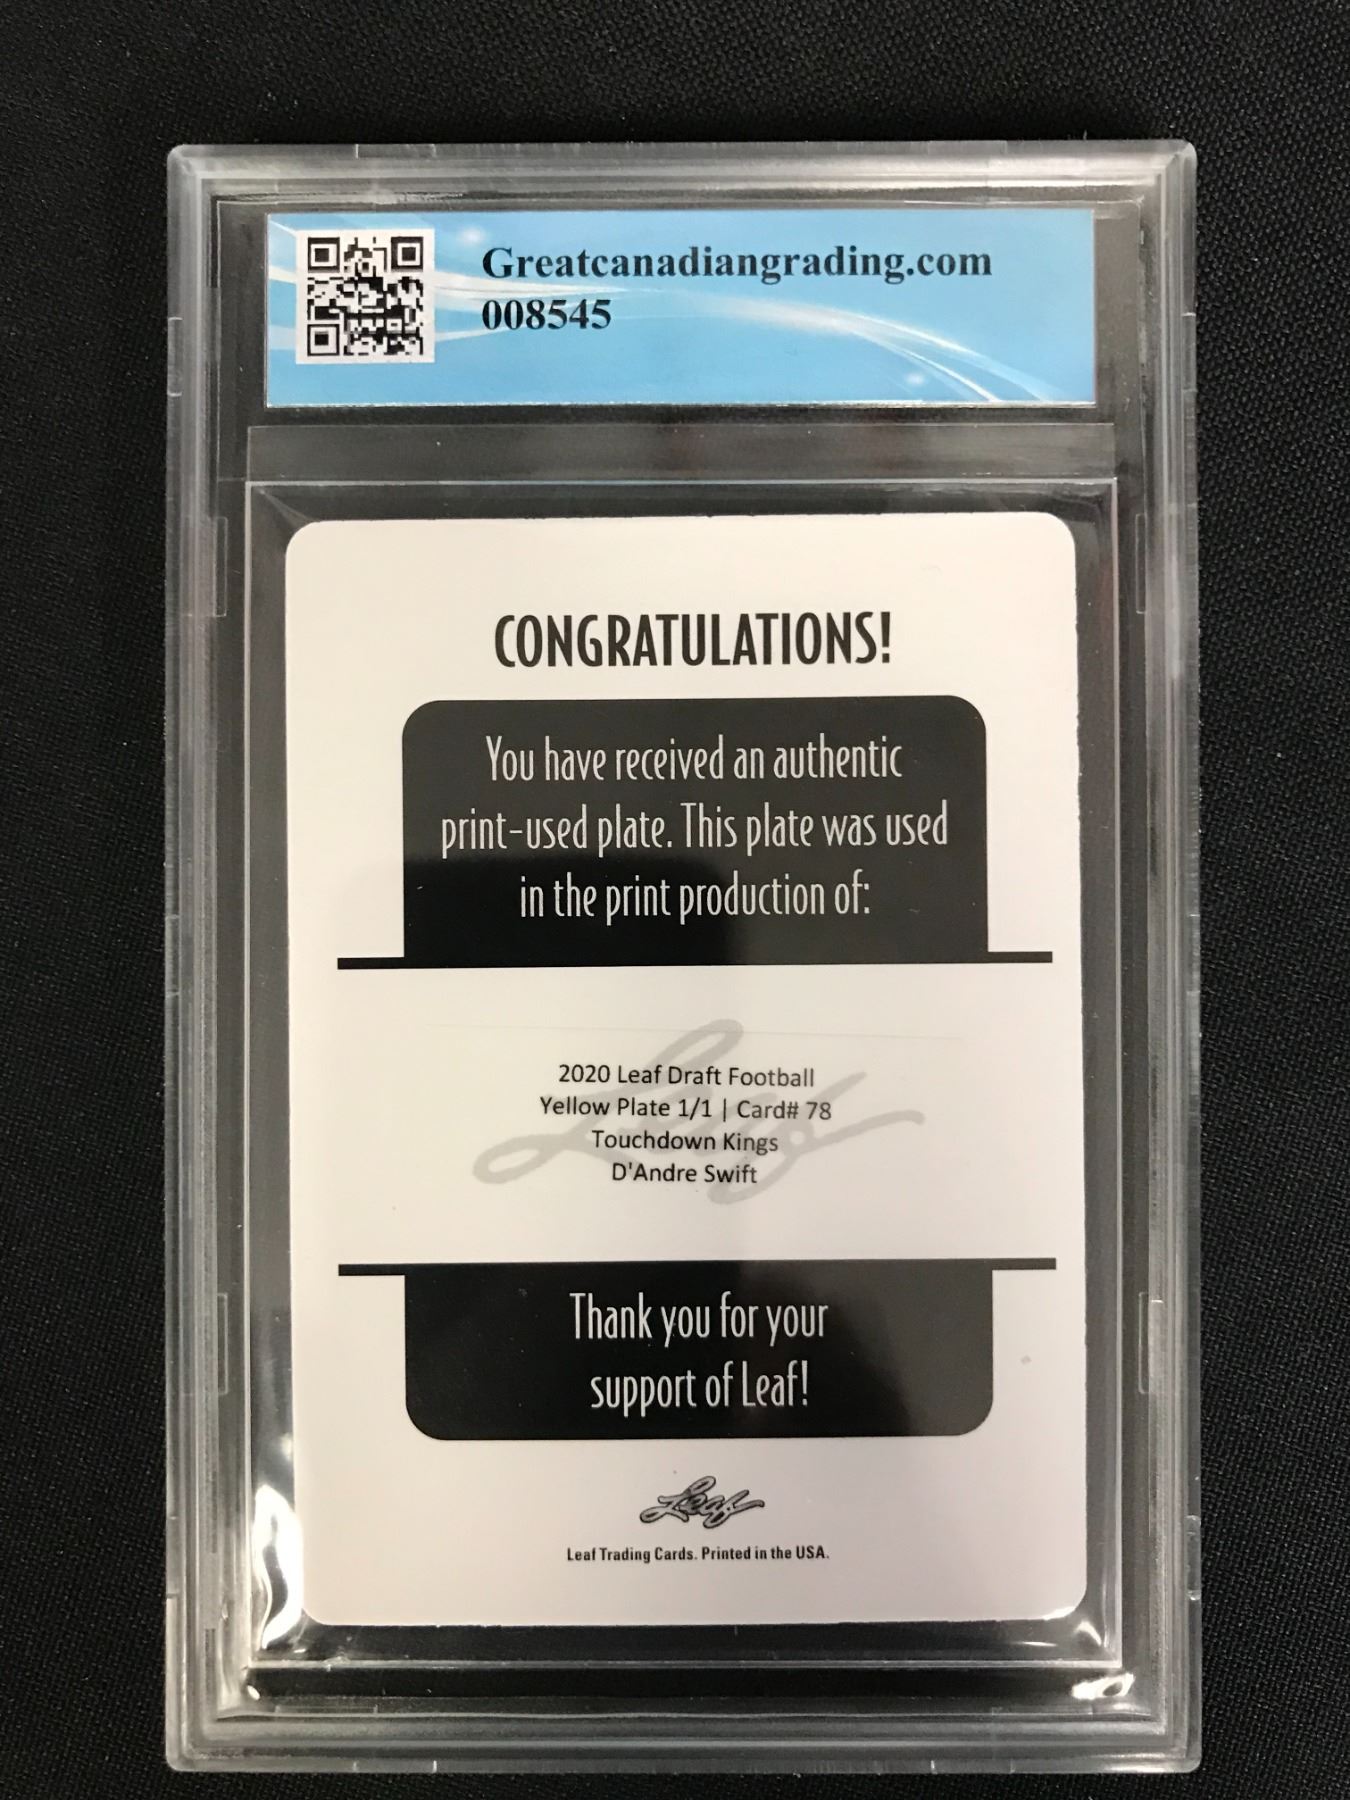 Greatcanadiangrading.com
008545
CONGRATULATIONS!
You have received an authentic
print-used plate. This plate was used
in the print production of:
Leaf
2020 Leaf Draft Football
Yellow Plate 1/1 | Card# 78
Touchdown Kings
D'Andre Swift
Thank you for your
support of Leaf!
Leaf
Leaf Trading Cards. Printed in the USA.